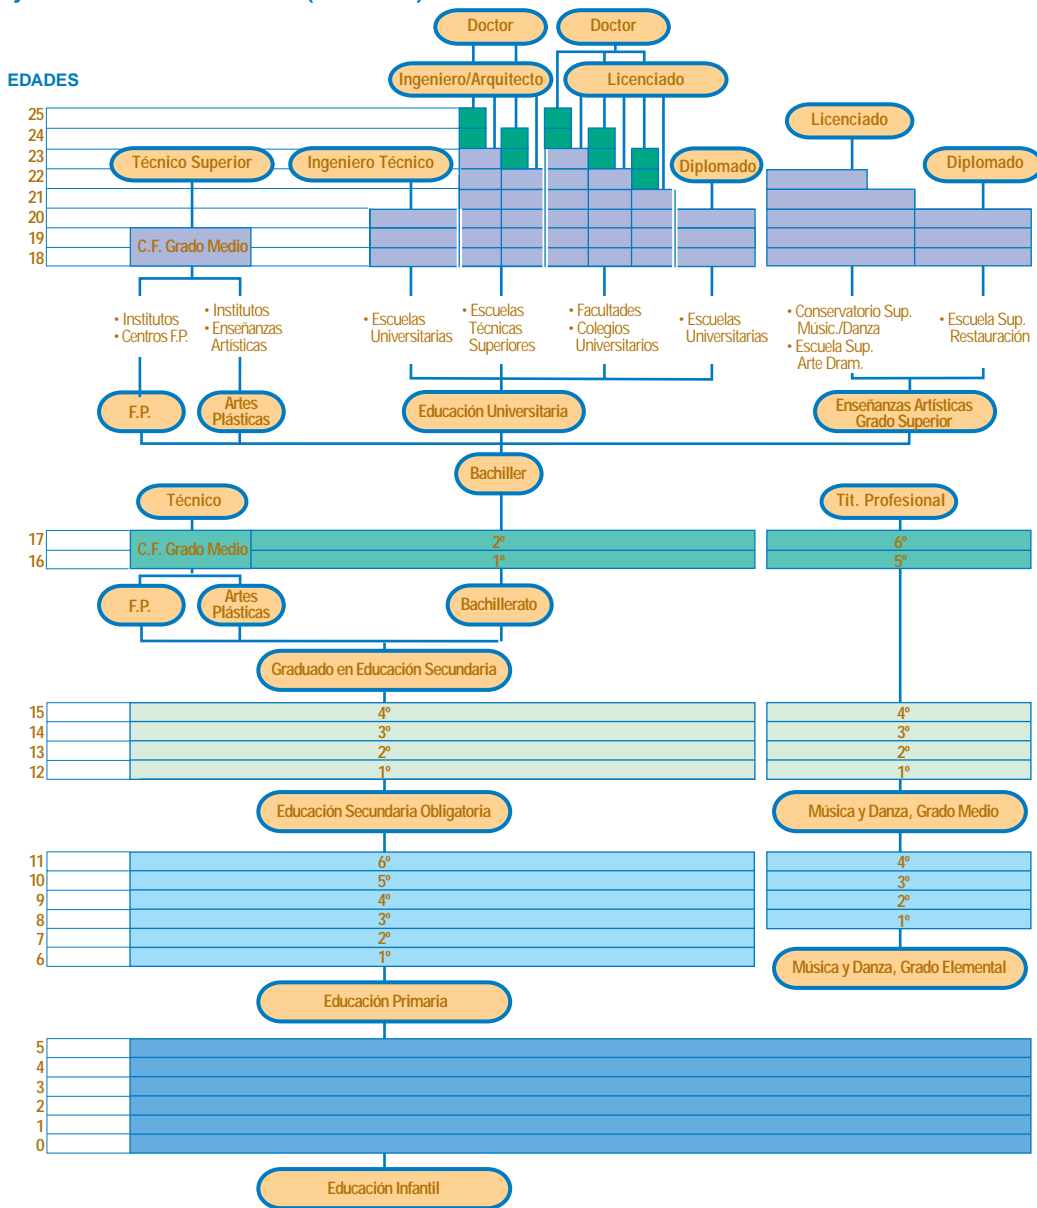 Doctor
Doctor
EDADES
Ingeniero/Arquitecto
Licenciado
25
24
23
22
21
20
19
18
Licenciado
Técnico Superior
Ingeniero Técnico
Diplomado
Diplomado
C.F. Grado Medio
• Institutos
• Centros F.P.
• Institutos
• Enseñanzas
Artísticas
• Escuelas
Universitarias
• Escuelas
Técnicas
Superiores
• Facultades
• Colegios
Universitarios
• Escuelas
Universitarias
• Conservatorio Sup.
Músic./Danza
• Escuela Sup.
Arte Dram.
• Escuela Sup.
Restauración
F.P.
Artes
Plásticas
Educación Universitaria
Enseñanzas Artísticas
Grado Superior
Bachiller
Técnico
Tit. Profesional
17
2º
6º
C.F. Grado Medio
16
1º
5º
F.P.
Artes
Plásticas
Bachillerato
Graduado en Educación Secundaria
15
4º
4º
14
3º
3º
13
2º
2º
12
1º
1º
Educación Secundaria Obligatoria
Música y Danza, Grado Medio
11
6º
4º
10
5º
3º
9
4º
2º
8
3º
1º
7
2º
6
1º
Música y Danza, Grado Elemental
Educación Primaria
5
4
3
2
1
0
Educación Infantil